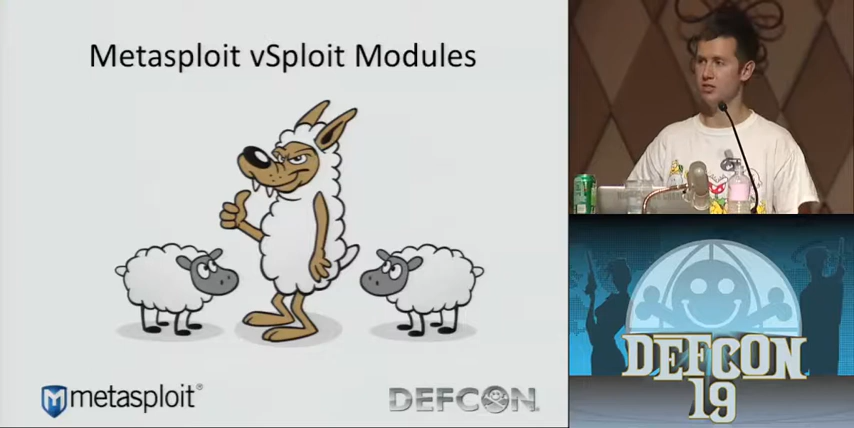 Metasploit vSploit Modules
metasploit®
DEFCON
DEFCON
19